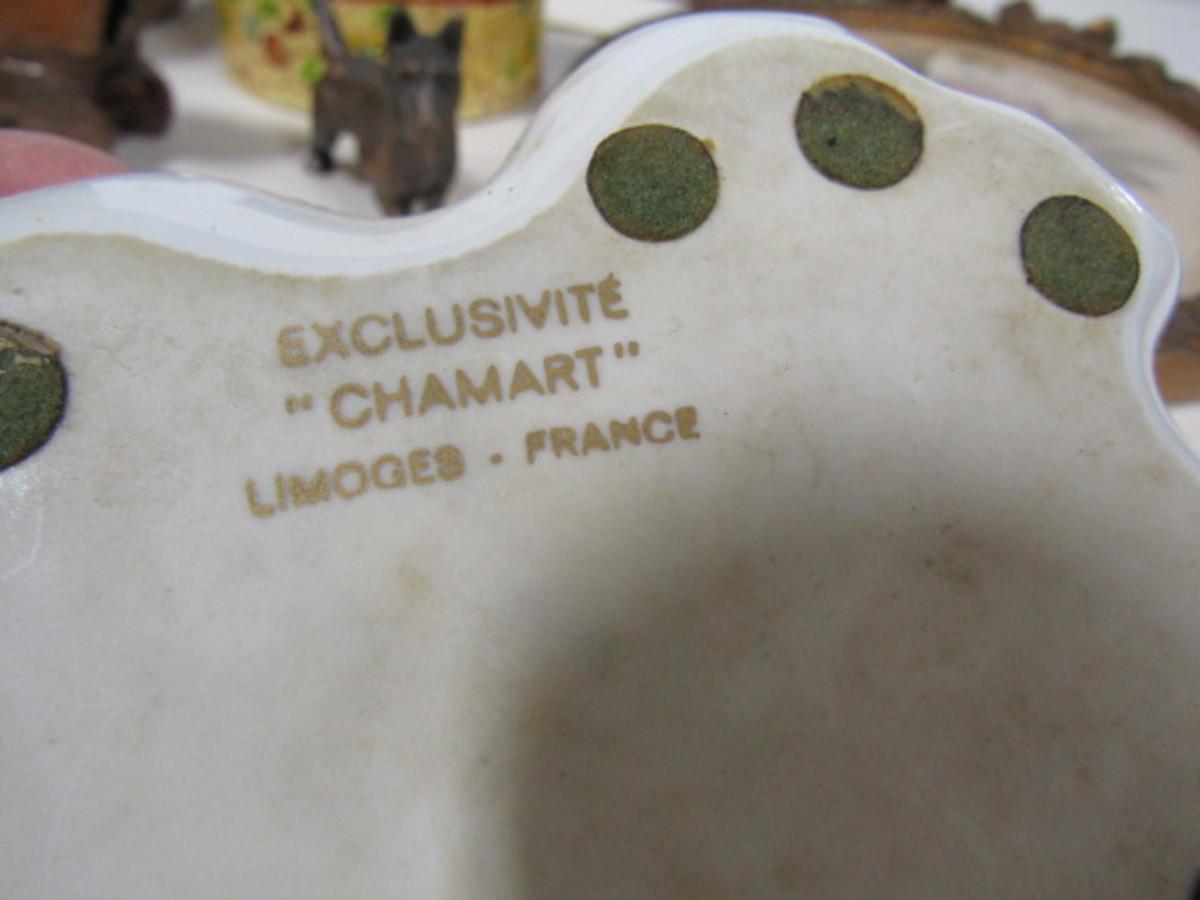 EXCLUSIVITÉ
"CHAMART"
LIMOGES · FRANCE